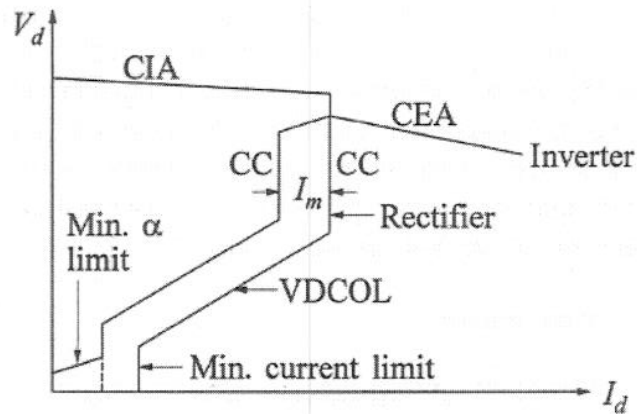 V_d
CIA
CEA
CC
CC
Inverter
I_m
Min. α
limit
Rectifier
VDCOL
Min. current limit
I_d